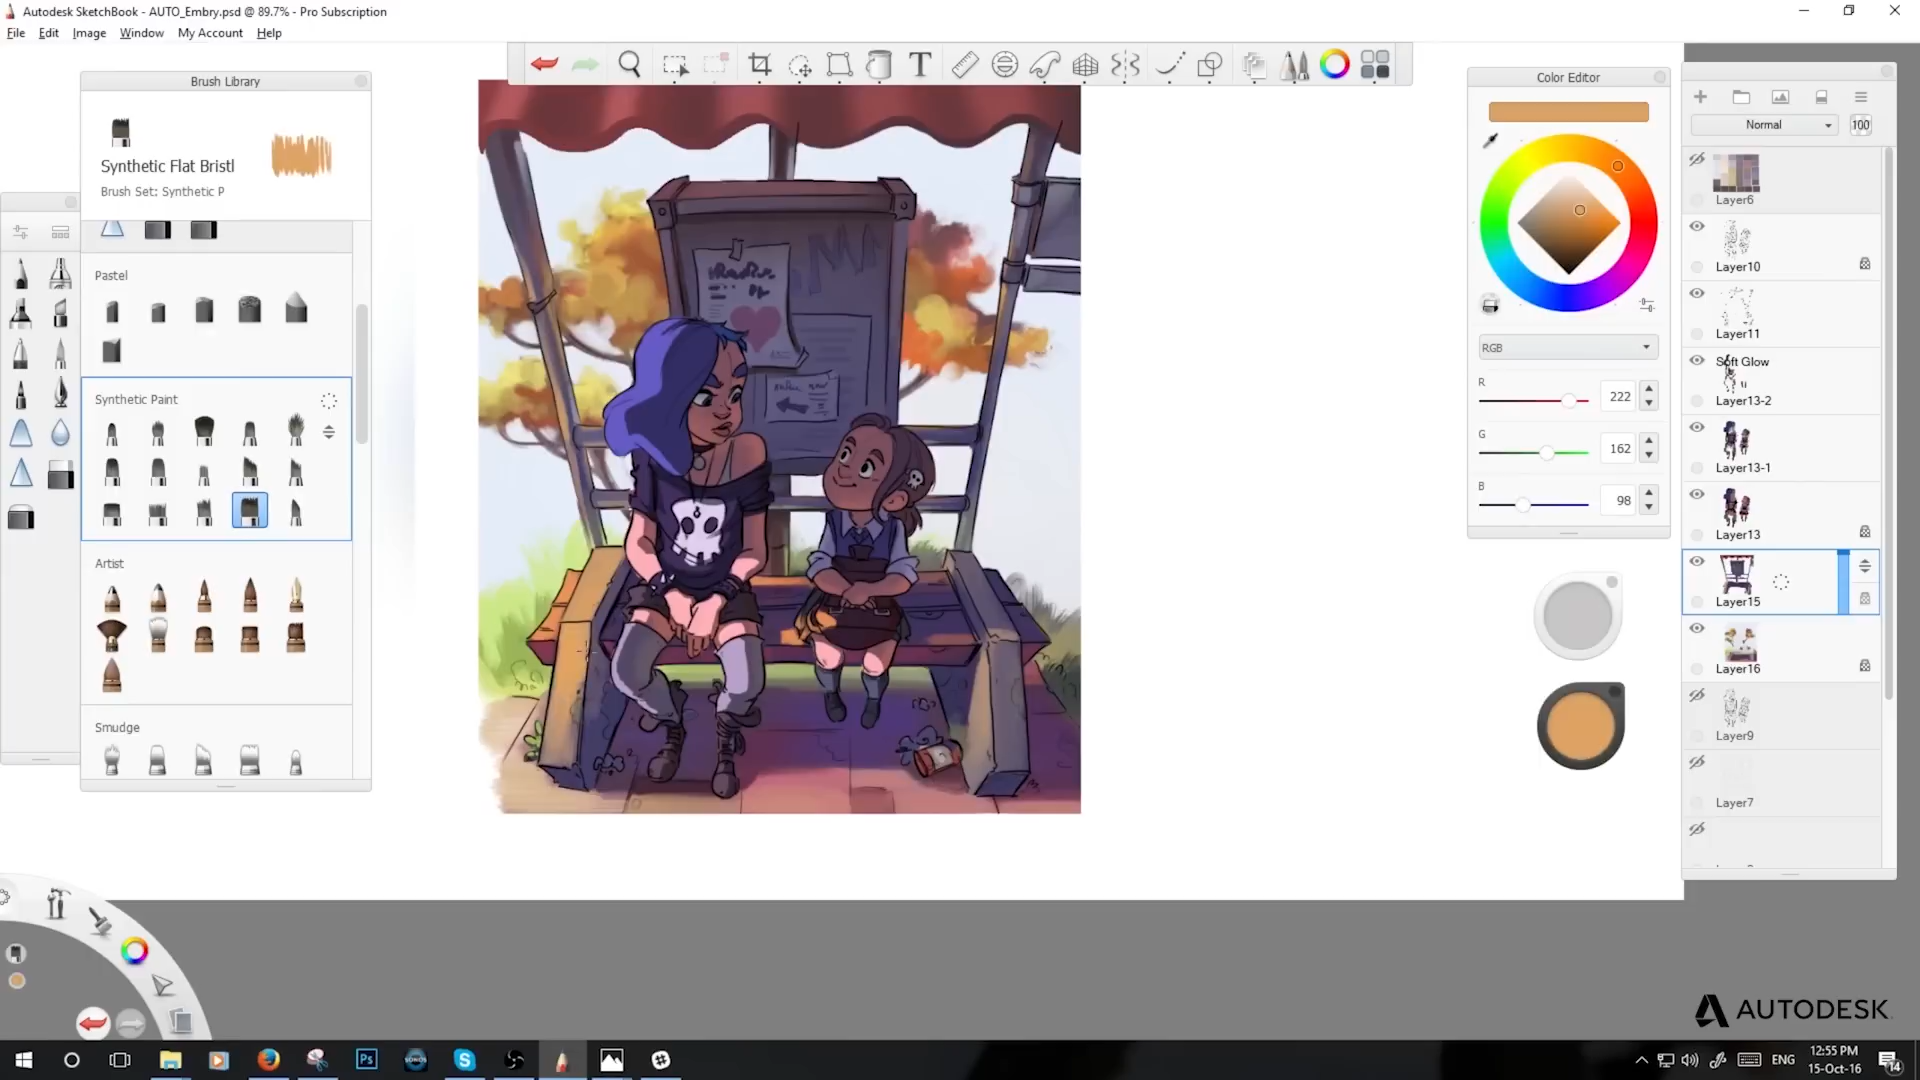 Autodesk SketchBook - AUTO_Embry.psd @ 89.7% - Pro Subscription
File Edit Image Window My Account Help
Brush Library
Synthetic Flat Bristl
Brush Set: Synthetic P
Pastel
Synthetic Paint
Artist
Smudge
T
Color Editor
RGB
R
222
G
162
B
98
Normal
100
Layer6
Layer10
Layer11
Soft Glow
Layer13-2
Layer13-1
Layer13
Layer15
Layer16
Layer9
Layer7
AUTODESK
Ps
SONOS
S
ENG
12:55 PM
15-Oct-16
14